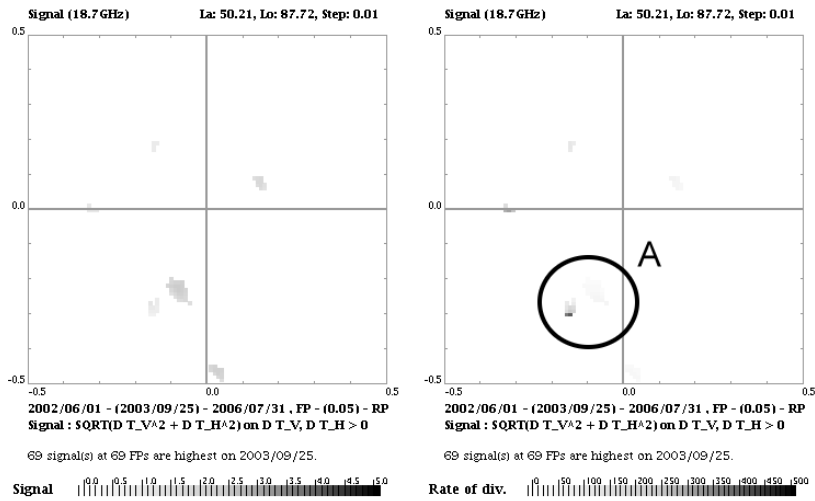 Signal (18.7GHz) La: 50.21, Lo: 87.72, Step: 0.01
0.5
0.0
-0.5
-0.5 0.0 0.5
2002/06/01 - (2003/09/25) - 2006/07/31 , FP - (0.05) - RP
Signal : SQRT(D T_V^2 + D T_H^2) on D T_V, D T_H > 0
69 signal(s) at 69 FPs are highest on 2003/09/25.
Signal 0.0 0.5 1.0 1.5 2.0 2.5 3.0 3.5 4.0 4.5 5.0
Signal (18.7GHz) La: 50.21, Lo: 87.72, Step: 0.01
0.5
A
0.0
-0.5
-0.5 0.0 0.5
2002/06/01 - (2003/09/25) - 2006/07/31 , FP - (0.05) - RP
Signal : SQRT(D T_V^2 + D T_H^2) on D T_V, D T_H > 0
69 signal(s) at 69 FPs are highest on 2003/09/25.
Rate of div. 0 50 100 150 200 250 300 350 400 450 500